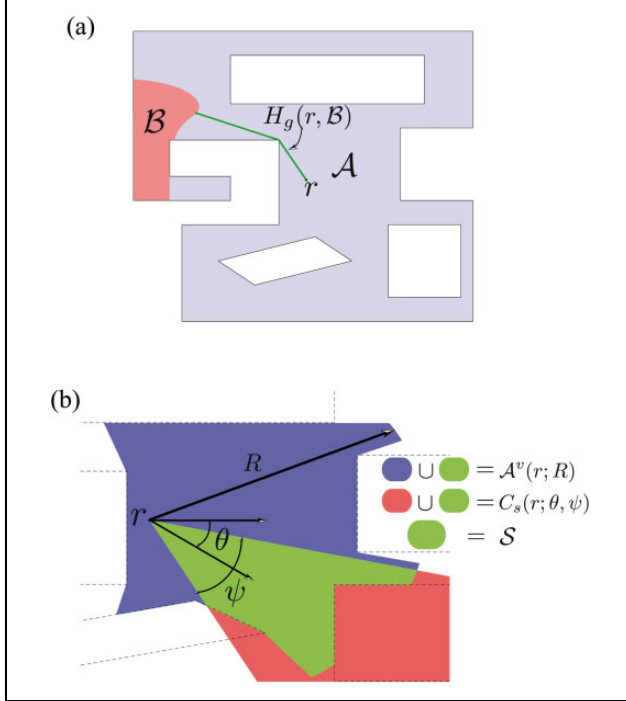 (a)
B
H_g(r, B)
A
r
(b)
R
∪ = A^v(r; R)
r
∪ = C_s(r; θ, ψ)
θ
= S
ψ